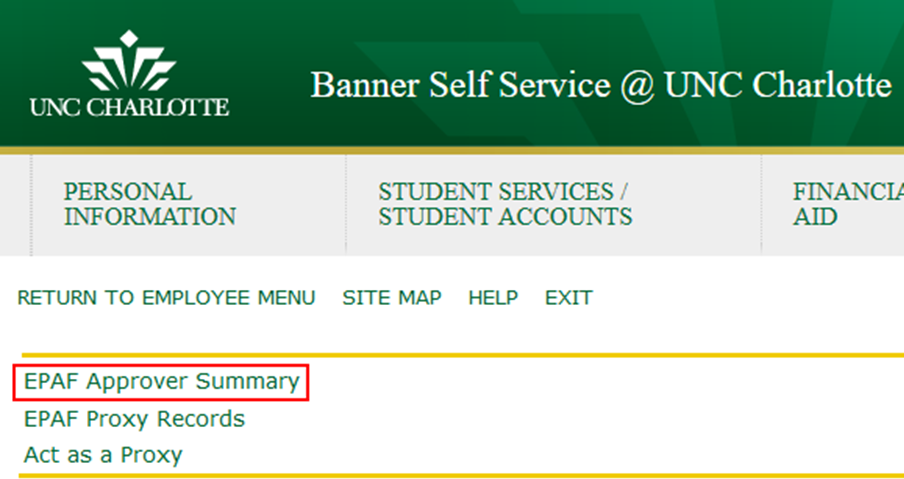 UNC CHARLOTTE
Banner Self Service @ UNC Charlotte
PERSONAL
INFORMATION
STUDENT SERVICES /
STUDENT ACCOUNTS
FINANCIA
AID
RETURN TO EMPLOYEE MENU SITE MAP HELP EXIT
EPAF Approver Summary
EPAF Proxy Records
Act as a Proxy